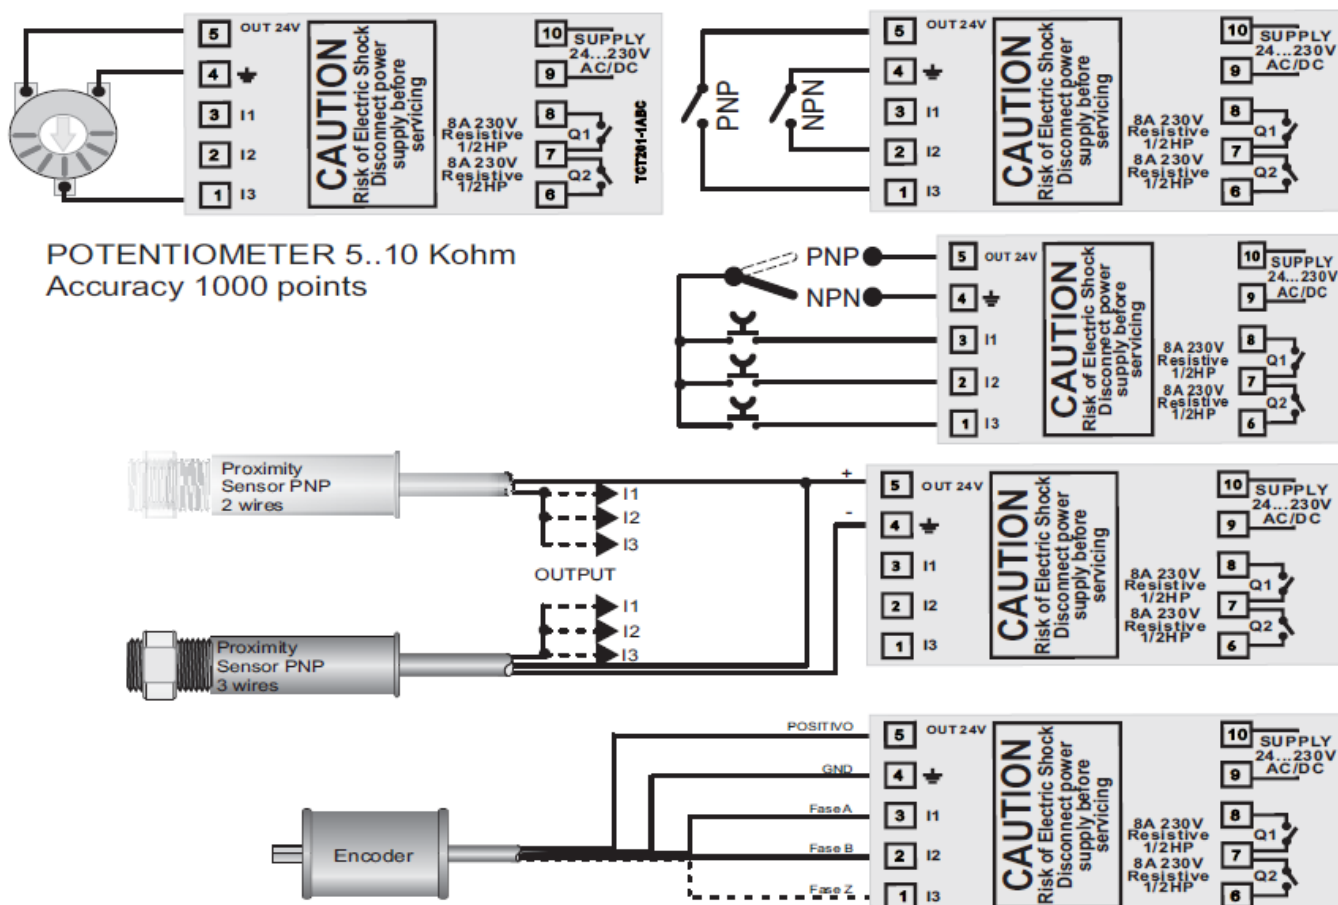 5 OUT 24V
4
3 I1
2 I2
1 I3
CAUTION
Risk of Electric Shock
Disconnect power
supply before
servicing
8A 230V
Resistive
1/2HP
8A 230V
Resistive
1/2HP
10
9
8
7
6
SUPPLY
24...230V
AC/DC
Q1
Q2
TCT201-1ABC
POTENTIOMETER 5..10 Kohm
Accuracy 1000 points
PNP
NPN
5 OUT 24V
4
3 I1
2 I2
1 I3
CAUTION
Risk of Electric Shock
Disconnect power
supply before
servicing
8A 230V
Resistive
1/2HP
8A 230V
Resistive
1/2HP
10
9
8
7
6
SUPPLY
24...230V
AC/DC
Q1
Q2
PNP
NPN
5 OUT 24V
4
3 I1
2 I2
1 I3
CAUTION
Risk of Electric Shock
Disconnect power
supply before
servicing
8A 230V
Resistive
1/2HP
8A 230V
Resistive
1/2HP
10
9
8
7
6
SUPPLY
24...230V
AC/DC
Q1
Q2
Proximity
Sensor PNP
2 wires
I1
I2
I3
OUTPUT
I1
I2
I3
Proximity
Sensor PNP
3 wires
+
-
5 OUT 24V
4
3 I1
2 I2
1 I3
CAUTION
Risk of Electric Shock
Disconnect power
supply before
servicing
8A 230V
Resistive
1/2HP
8A 230V
Resistive
1/2HP
10
9
8
7
6
SUPPLY
24...230V
AC/DC
Q1
Q2
Encoder
POSITIVO
GND
Fase A
Fase B
Fase Z
5 OUT 24V
4
3 I1
2 I2
1 I3
CAUTION
Risk of Electric Shock
Disconnect power
supply before
servicing
8A 230V
Resistive
1/2HP
8A 230V
Resistive
1/2HP
10
9
8
7
6
SUPPLY
24...230V
AC/DC
Q1
Q2